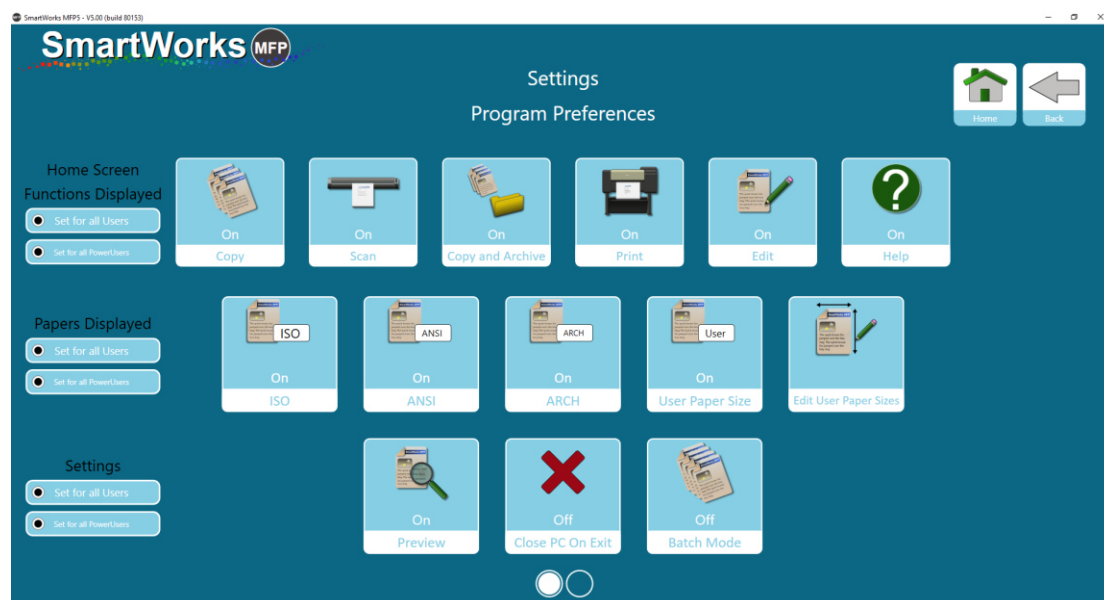 SmartWorks MFP5 - V5.00 (build 80153)
SmartWorks MFP
Settings
Program Preferences
Home
Back
Home Screen
Functions Displayed
Set for all Users
Set for all PowerUsers
On
Copy
On
Scan
On
Copy and Archive
On
Print
On
Edit
On
Help
Papers Displayed
Set for all Users
Set for all PowerUsers
ISO
On
ISO
ANSI
On
ANSI
ARCH
On
ARCH
User
On
User Paper Size
Edit User Paper Sizes
Settings
Set for all Users
Set for all PowerUsers
On
Preview
Off
Close PC On Exit
Off
Batch Mode